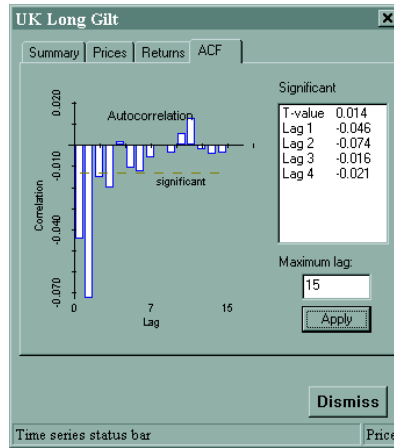 UK Long Gilt
Summary Prices Returns ACF
Autocorrelation
0.020
-0.010
-0.040
-0.070
Correlation
significant
0 7 15
Lag
Significant
T-value 0.014
Lag 1 -0.046
Lag 2 -0.074
Lag 3 -0.016
Lag 4 -0.021
Maximum lag:
15
Apply
Dismiss
Time series status bar Price